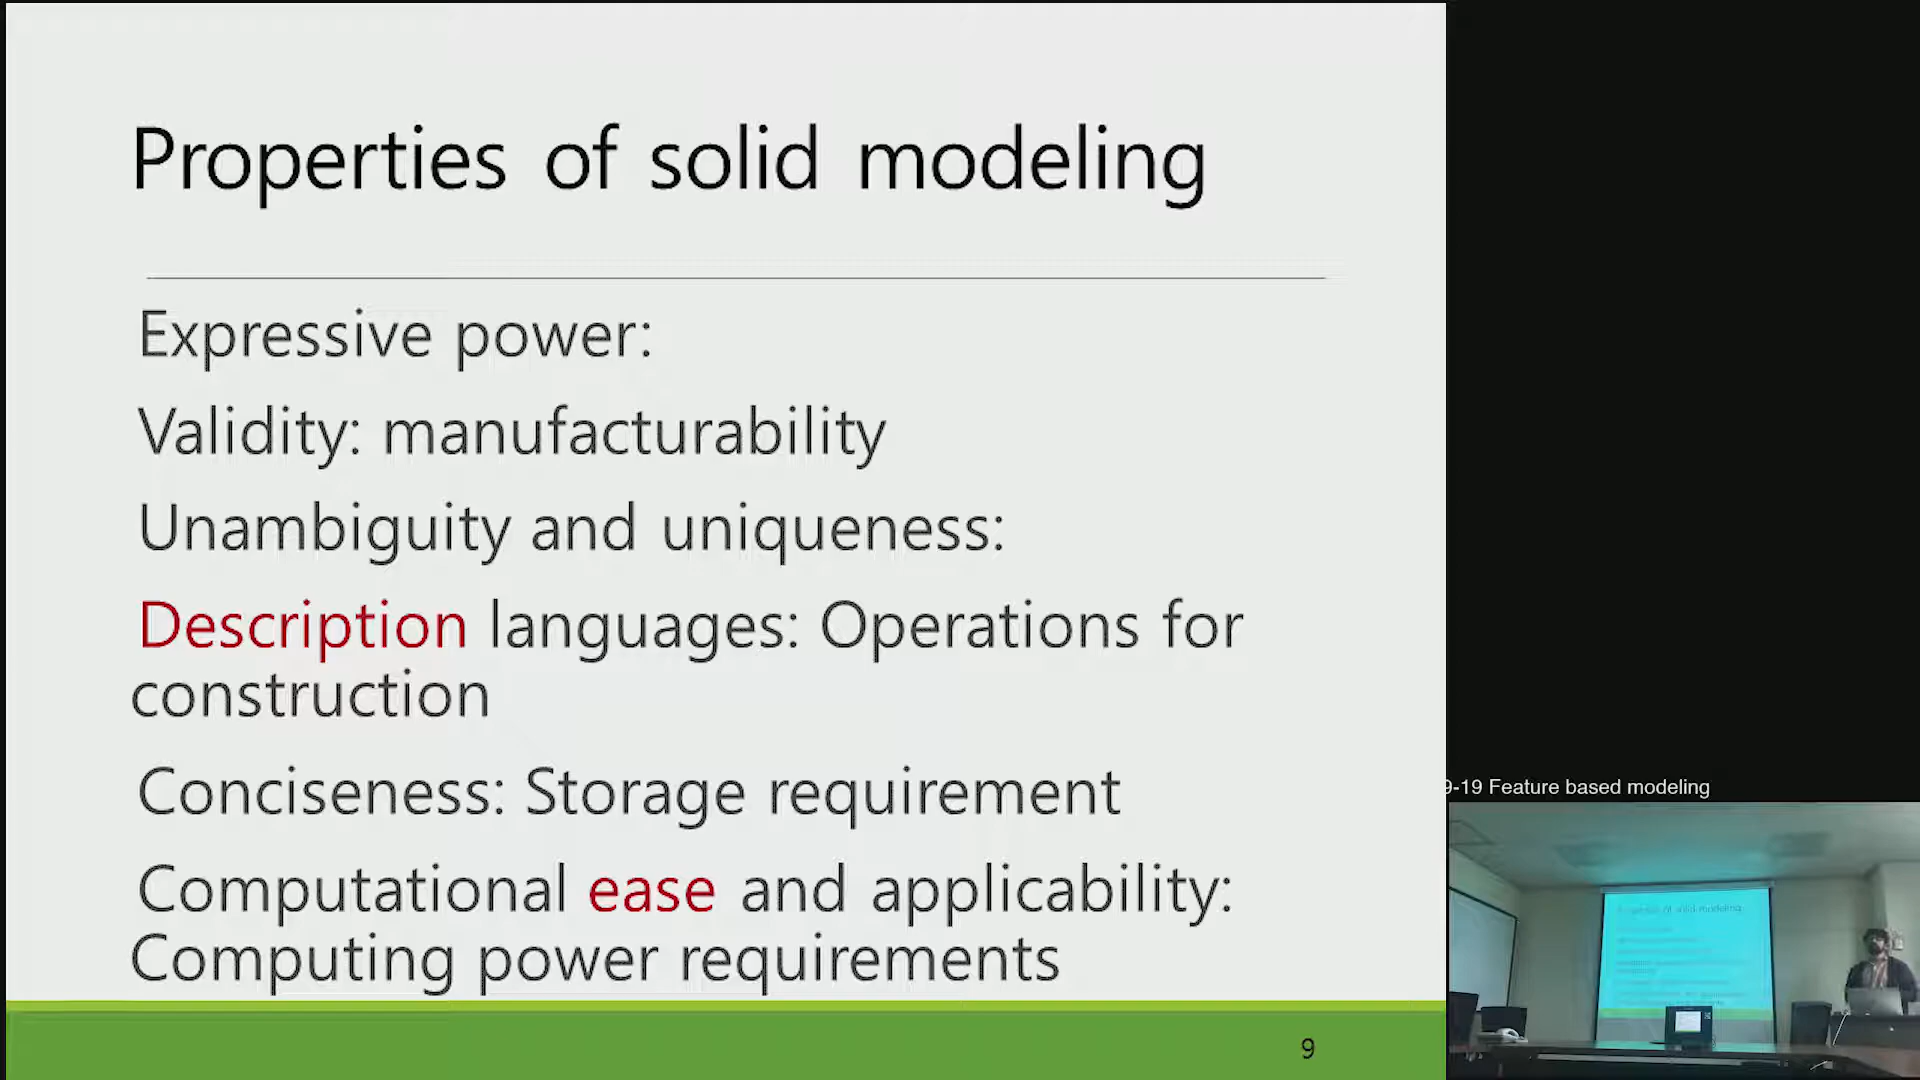 Properties of solid modeling
Expressive power:
Validity: manufacturability
Unambiguity and uniqueness:
Description languages: Operations for
construction
Conciseness: Storage requirement
Computational ease and applicability:
Computing power requirements
9
9-19 Feature based modeling